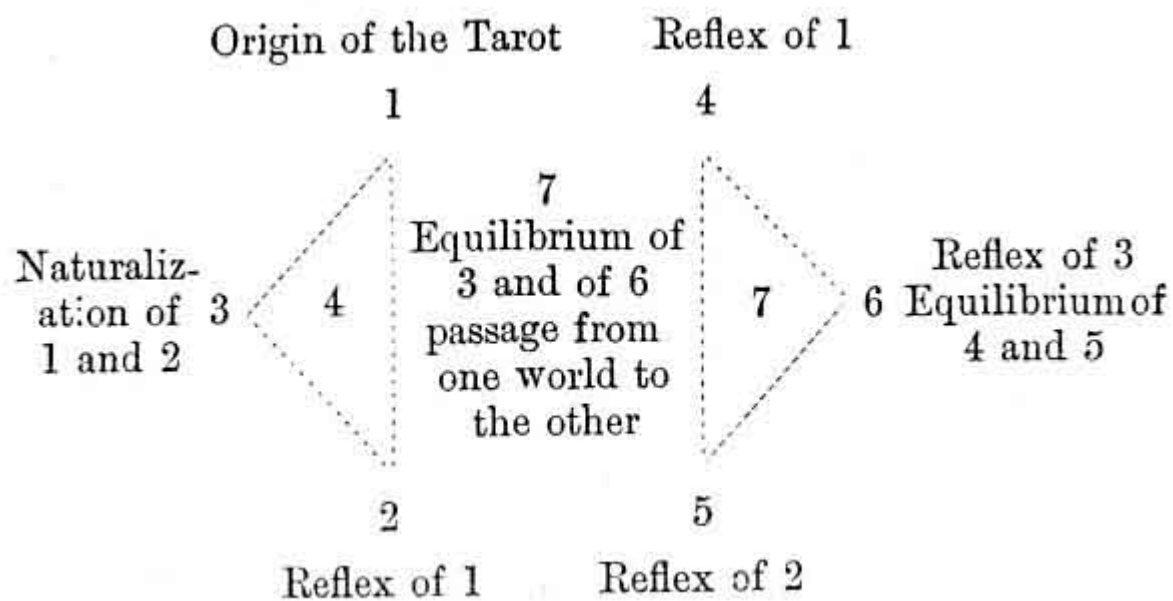 Origin of the Tarot
Reflex of 1
1
4
7
Equilibrium of
3 and of 6
passage from
one world to
the other
Naturaliz-
ation of
1 and 2
3
4
7
6
Reflex of 3
Equilibrium of
4 and 5
2
5
Reflex of 1
Reflex of 2